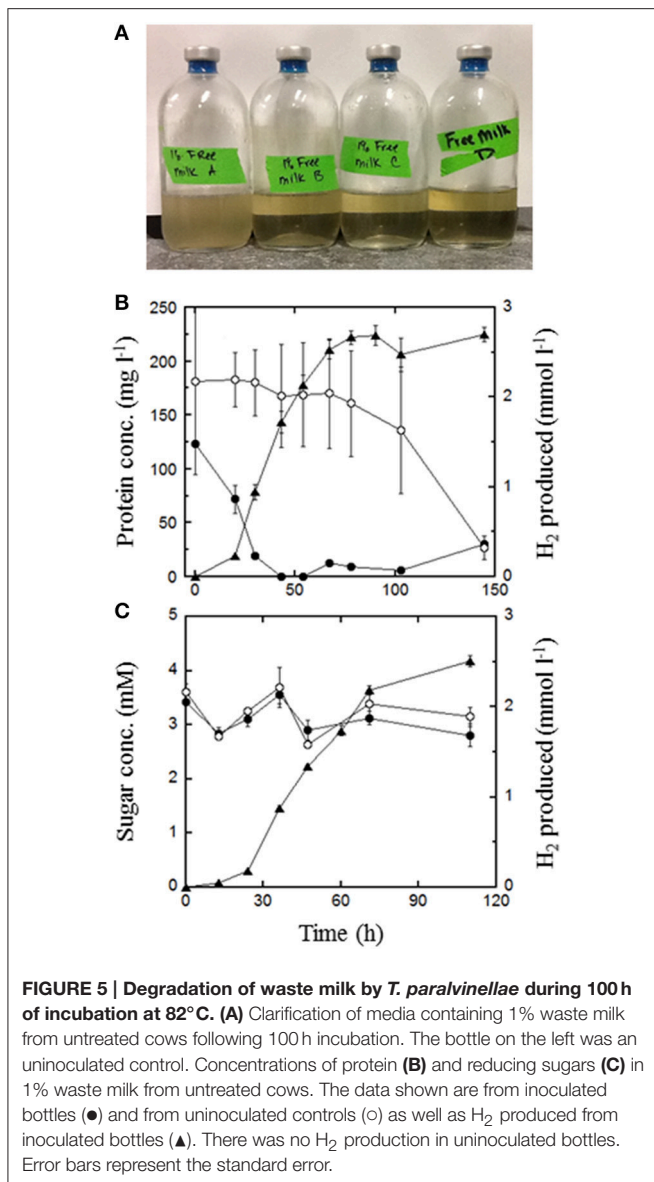 A
1% FRee
milk A
1% Free
milk B
1% Free
milk C
Free Milk
D
B
250
200
150
100
50
25
0
Protein conc. (mg l-1)
3
2
1
0
H2 produced (mmol l-1)
0 50 100 150
C
5
4
3
2
1
0
Sugar conc. (mM)
3
2
1
0
H2 produced (mmol l-1)
0 30 60 90 120
Time (h)
FIGURE 5 | Degradation of waste milk by T. paralvinellae during 100 h
of incubation at 82°C. (A) Clarification of media containing 1% waste milk
from untreated cows following 100 h incubation. The bottle on the left was an
uninoculated control. Concentrations of protein (B) and reducing sugars (C) in
1% waste milk from untreated cows. The data shown are from inoculated
bottles (●) and from uninoculated controls (○) as well as H2 produced from
inoculated bottles (▲). There was no H2 production in uninoculated bottles.
Error bars represent the standard error.